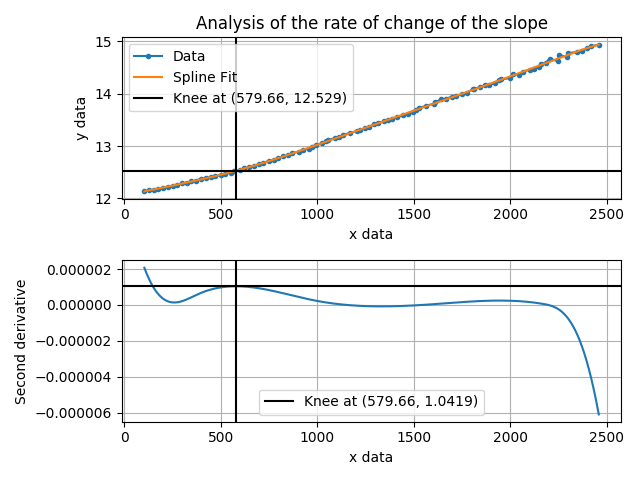 Analysis of the rate of change of the slope
15
14
13
12
y data
Data
Spline Fit
Knee at (579.66, 12.529)
0
500
1000
1500
2000
2500
x data
0.000002
0.000000
−0.000002
−0.000004
−0.000006
Second derivative
Knee at (579.66, 1.0419)
0
500
1000
1500
2000
2500
x data